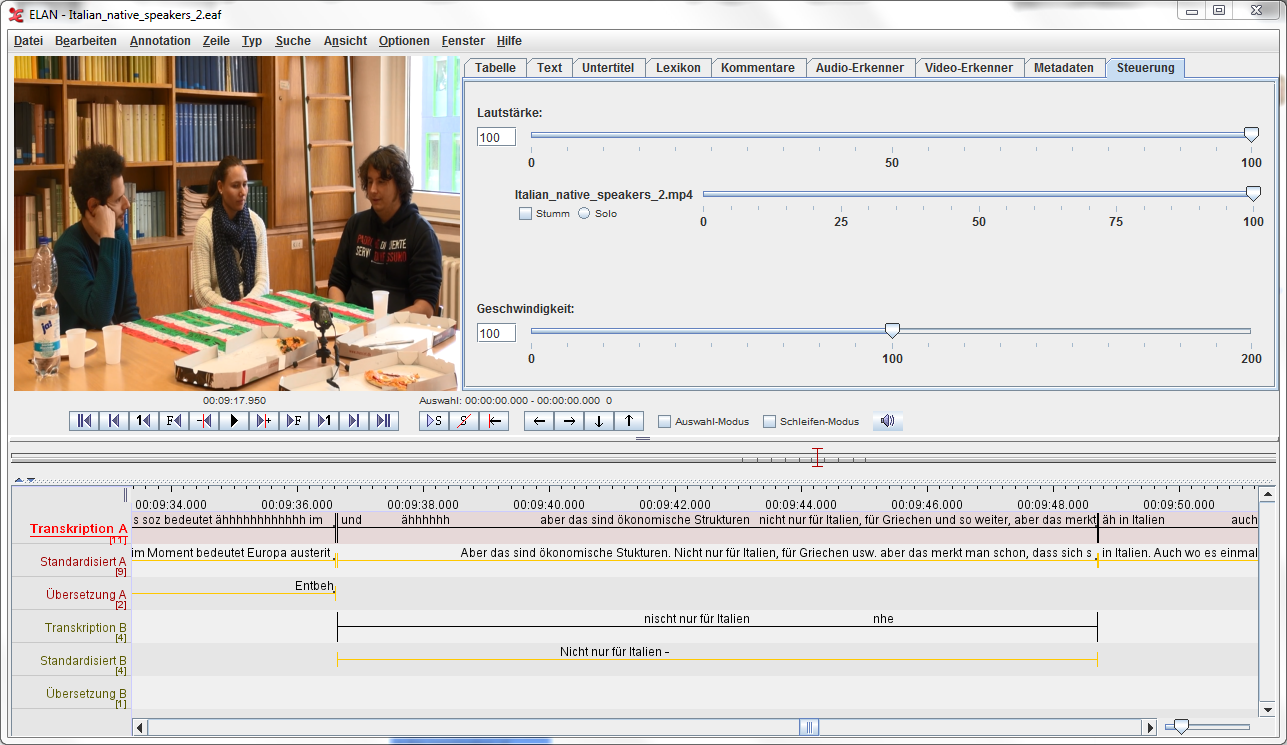 ELAN - Italian_native_speakers_2.eaf
Datei Bearbeiten Annotation Zeile Typ Suche Ansicht Optionen Fenster Hilfe
Tabelle Text Untertitel Lexikon Kommentare Audio-Erkenner Video-Erkenner Metadaten Steuerung
Lautstärke:
100
0 50 100
Italian_native_speakers_2.mp4
Stumm Solo
0 25 50 75 100
Geschwindigkeit:
100
0 100 200
ja!
00:09:17.950
Auswahl: 00:00:00.000 - 00:00:00.000 0
1 F F 1 S S Auswahl-Modus Schleifen-Modus
00:09:34.000 00:09:36.000 00:09:38.000 00:09:40.000 00:09:42.000 00:09:44.000 00:09:46.000 00:09:48.000 00:09:50.000
Transkription A [11] s soz bedeutet ähhhhhhhhhhhh im und ähhhhhh aber das sind ökonomische Strukturen nicht nur für Italien, für Griechen und so weiter, aber das merkt äh in Italien auch
Standardisiert A [9] im Moment bedeutet Europa austerit Aber das sind ökonomische Stukturen. Nicht nur für Italien, für Griechen usw. aber das merkt man schon, dass sich s in Italien. Auch wo es einmal
Übersetzung A [2] Entbeh
Transkription B [4] nischt nur für Italien nhe
Standardisiert B [4] Nicht nur für Italien -
Übersetzung B [1]